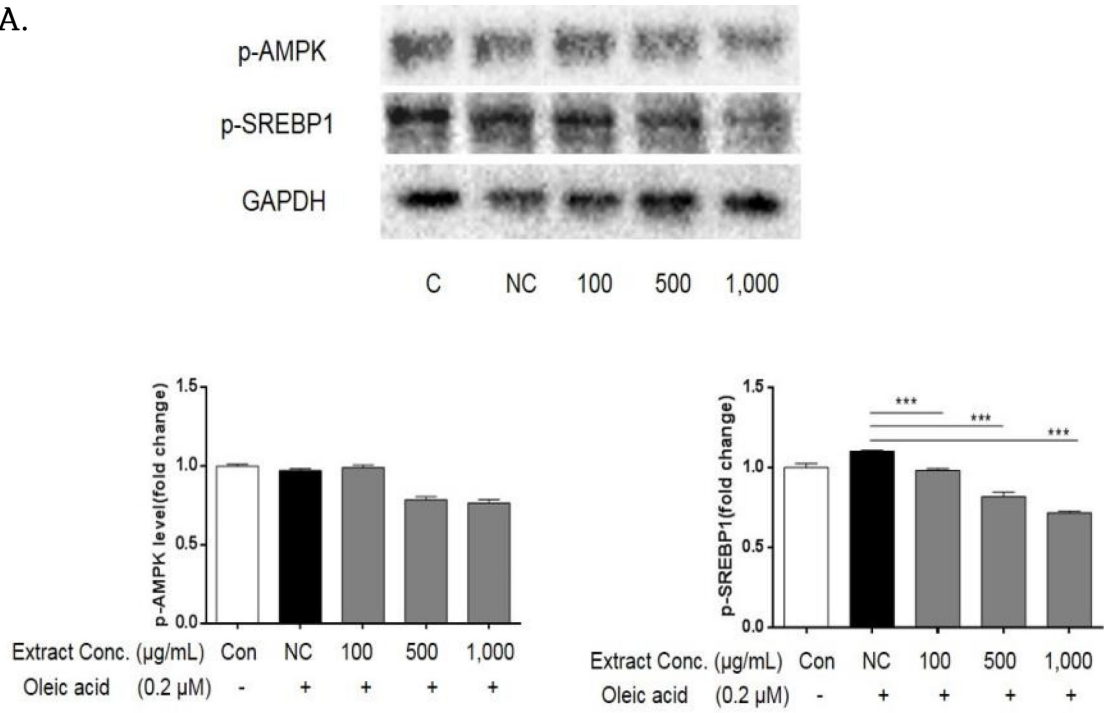 A.
p-AMPK
p-SREBP1
GAPDH
C NC 100 500 1,000
p-AMPK level(fold change)
1.5
1.0
0.5
0.0
Extract Conc. (µg/mL) Con NC 100 500 1,000
Oleic acid (0.2 µM) - + + + +
p-SREBP1(fold change)
1.5
1.0
0.5
0.0
***
***
***
Extract Conc. (µg/mL) Con NC 100 500 1,000
Oleic acid (0.2 µM) - + + + +